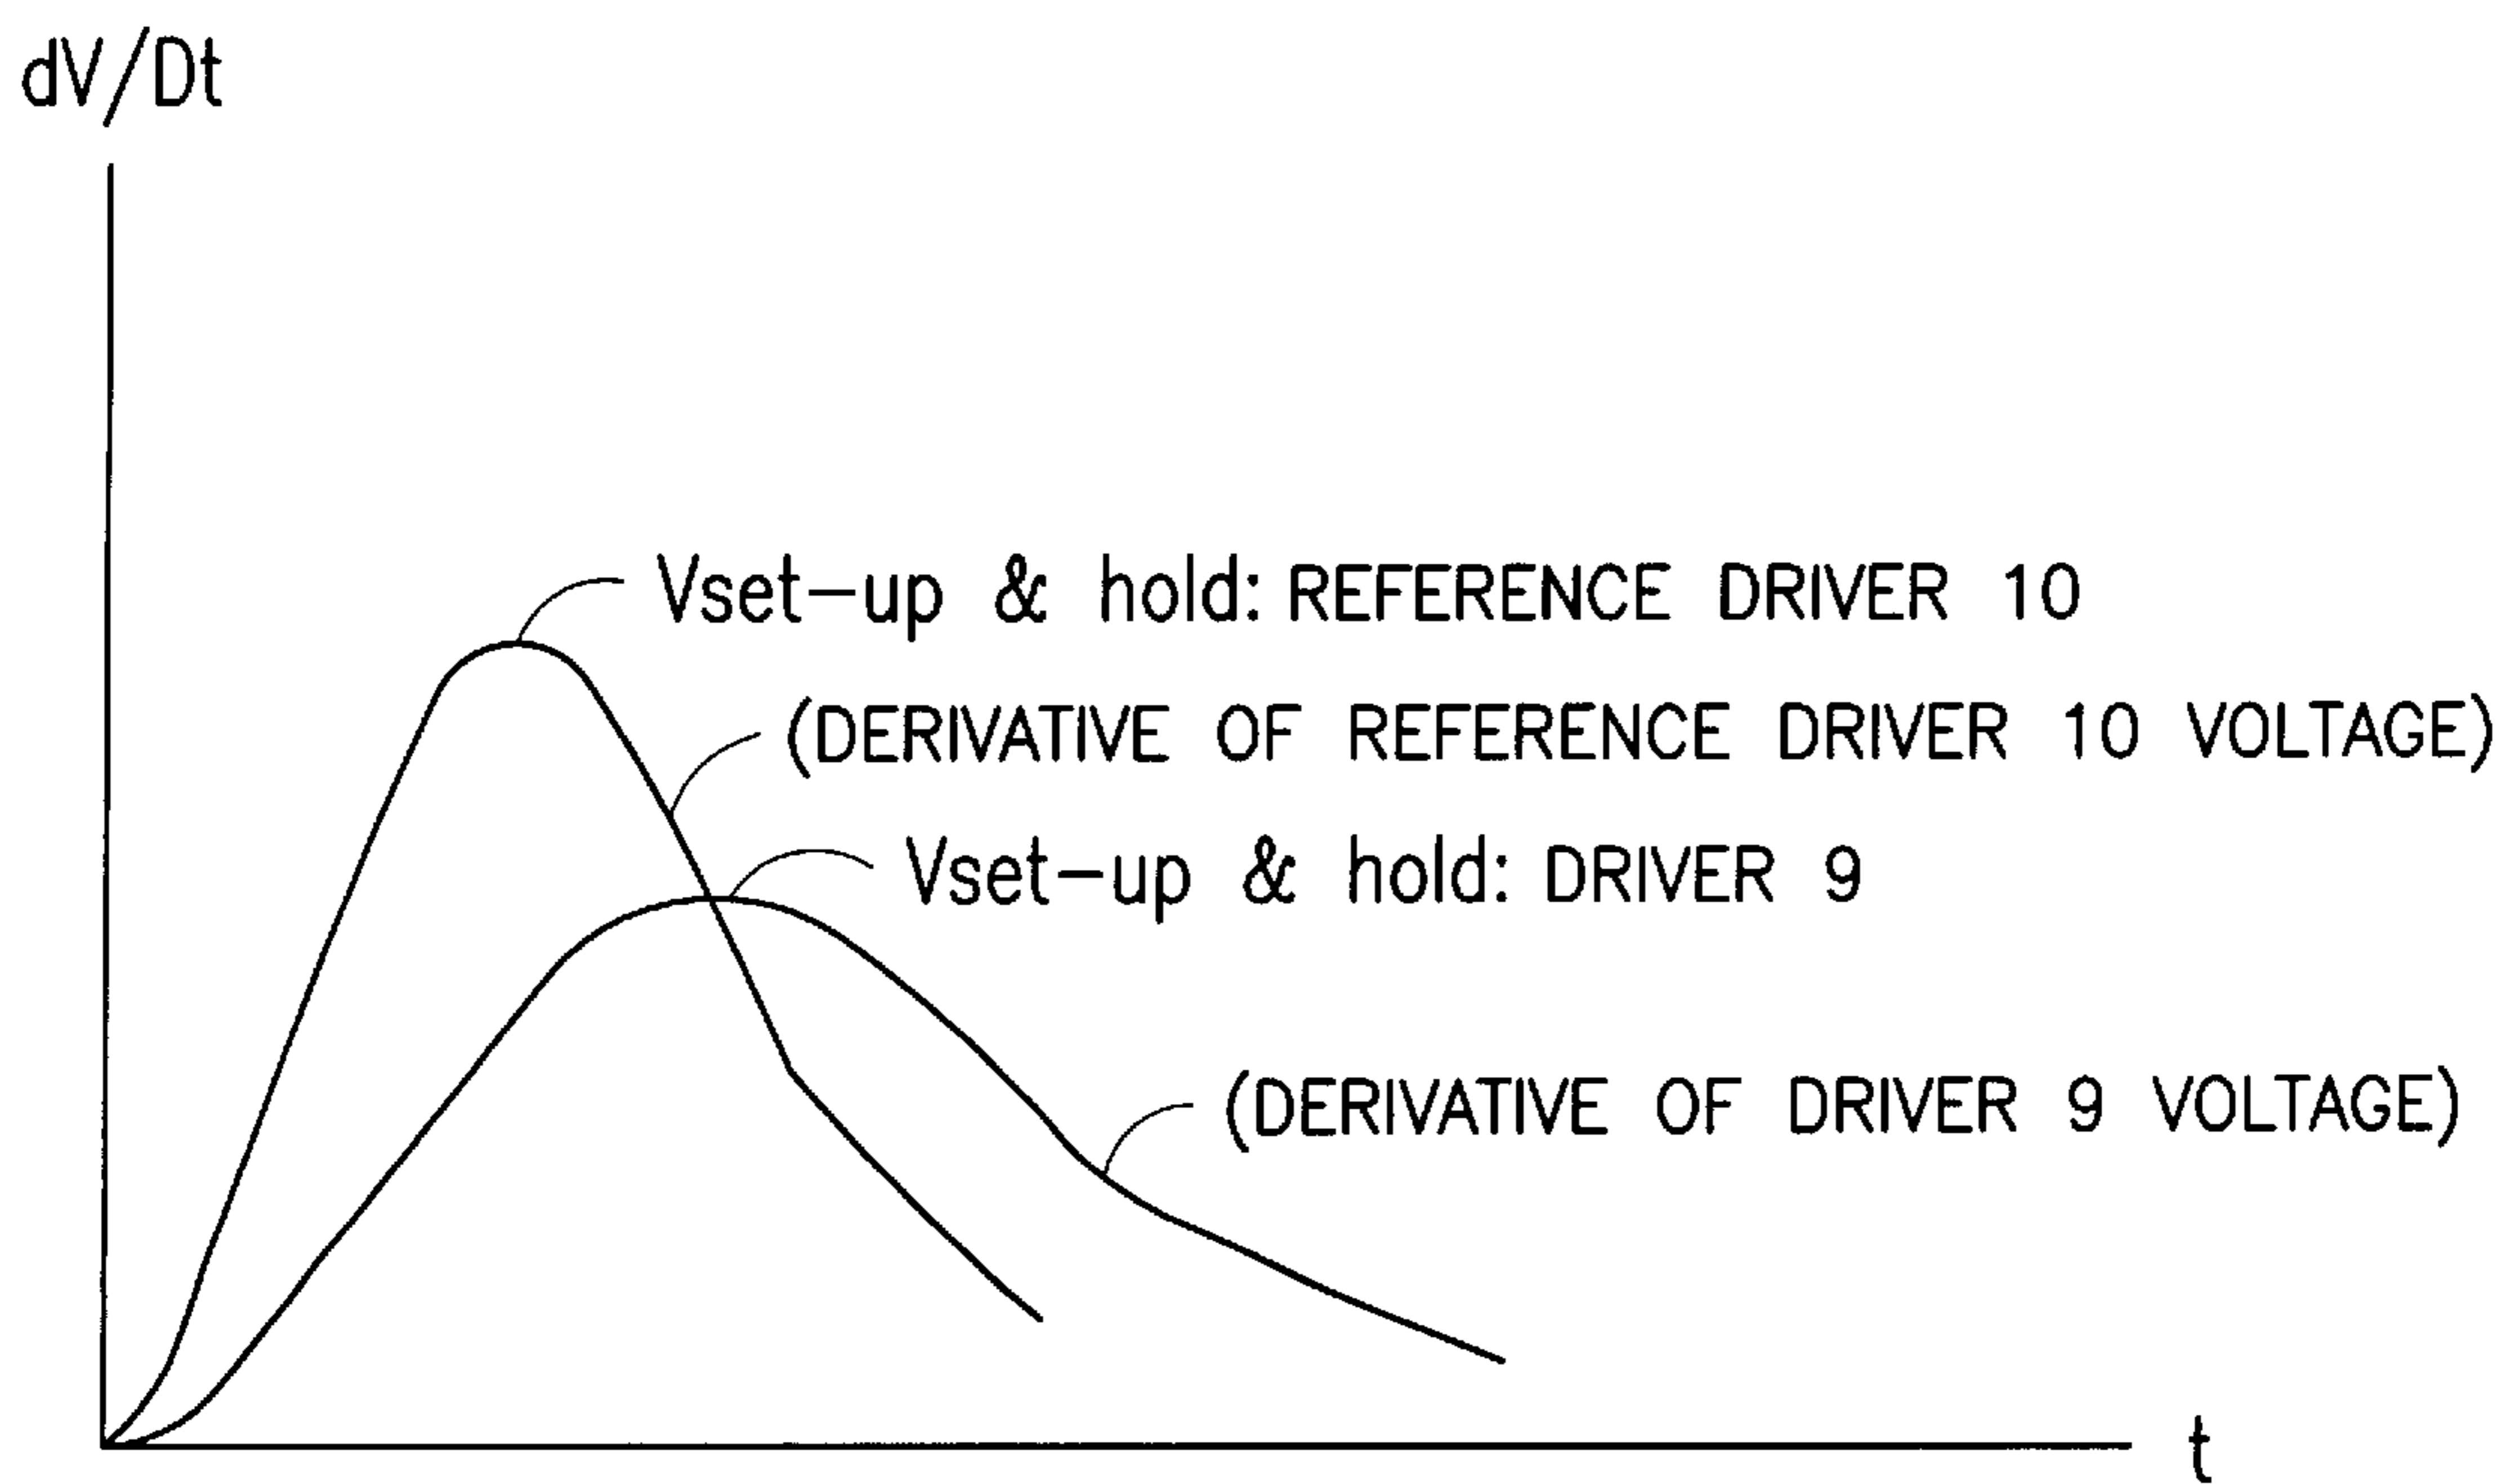 dV/Dt
Vset-up & hold: REFERENCE DRIVER 10
(DERIVATIVE OF REFERENCE DRIVER 10 VOLTAGE)
Vset-up & hold: DRIVER 9
(DERIVATIVE OF DRIVER 9 VOLTAGE)
t